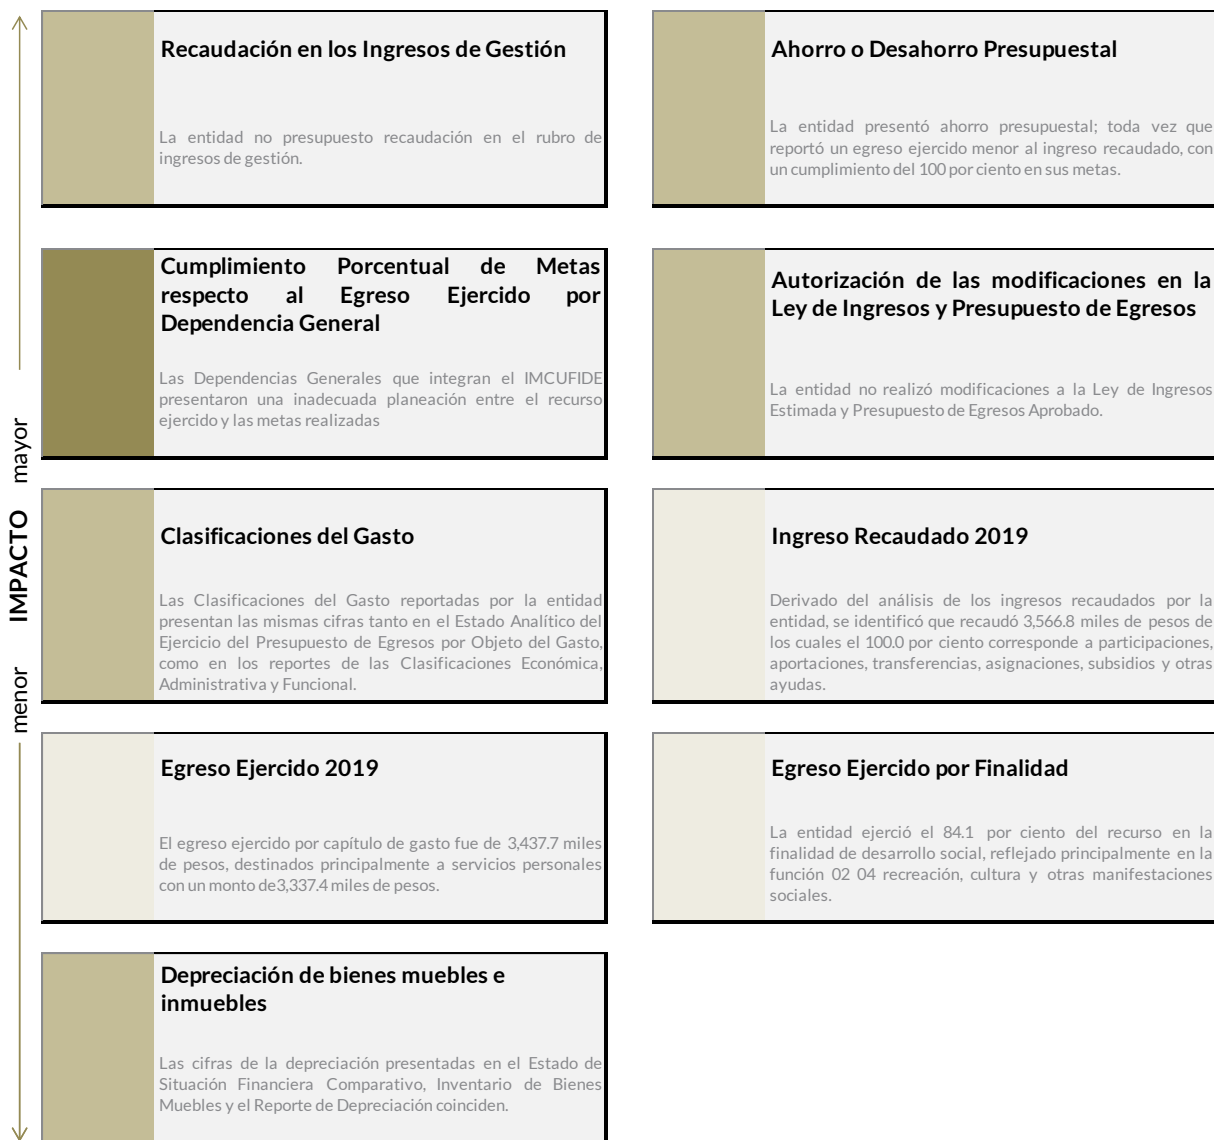 Recaudación en los Ingresos de Gestión
La entidad no presupuesto recaudación en el rubro de
ingresos de gestión.
Ahorro o Desahorro Presupuestal
La entidad presentó ahorro presupuestal; toda vez que
reportó un egreso ejercido menor al ingreso recaudado, con
un cumplimiento del 100 por ciento en sus metas.
Cumplimiento Porcentual de Metas
respecto al Egreso Ejercido por
Dependencia General
Las Dependencias Generales que integran el IMCUFIDE
presentaron una inadecuada planeación entre el recurso
ejercido y las metas realizadas
Autorización de las modificaciones en la
Ley de Ingresos y Presupuesto de Egresos
La entidad no realizó modificaciones a la Ley de Ingresos
Estimada y Presupuesto de Egresos Aprobado.
menor IMPACTO mayor
Clasificaciones del Gasto
Las Clasificaciones del Gasto reportadas por la entidad
presentan las mismas cifras tanto en el Estado Analítico del
Ejercicio del Presupuesto de Egresos por Objeto del Gasto,
como en los reportes de las Clasificaciones Económica,
Administrativa y Funcional.
Ingreso Recaudado 2019
Derivado del análisis de los ingresos recaudados por la
entidad, se identificó que recaudó 3,566.8 miles de pesos de
los cuales el 100.0 por ciento corresponde a participaciones,
aportaciones, transferencias, asignaciones, subsidios y otras
ayudas.
Egreso Ejercido 2019
El egreso ejercido por capítulo de gasto fue de 3,437.7 miles
de pesos, destinados principalmente a servicios personales
con un monto de3,337.4 miles de pesos.
Egreso Ejercido por Finalidad
La entidad ejerció el 84.1 por ciento del recurso en la
finalidad de desarrollo social, reflejado principalmente en la
función 02 04 recreación, cultura y otras manifestaciones
sociales.
Depreciación de bienes muebles e
inmuebles
Las cifras de la depreciación presentadas en el Estado de
Situación Financiera Comparativo, Inventario de Bienes
Muebles y el Reporte de Depreciación coinciden.